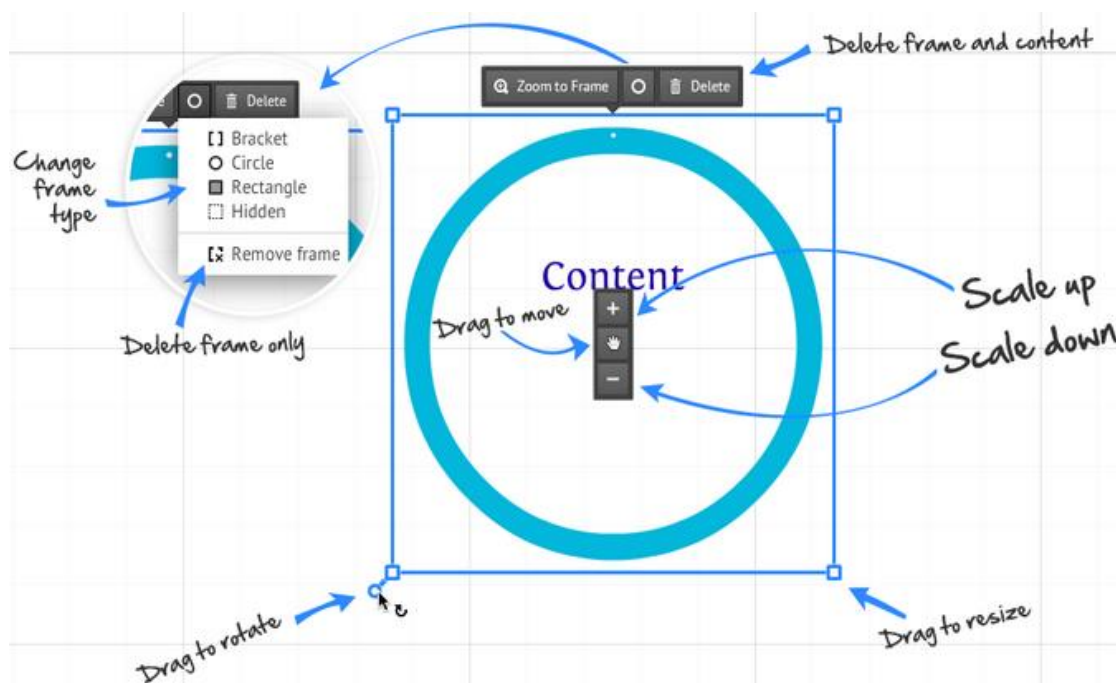 Delete frame and content
Zoom to Frame
Delete
Delete
Bracket
Circle
Rectangle
Hidden
Remove frame
Change
frame
type
Delete frame only
Content
Drag to move
Scale up
Scale down
Drag to rotate
Drag to resize